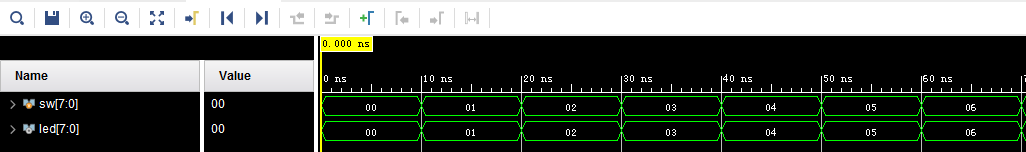 0.000 ns
Name Value
0 ns 10 ns 20 ns 30 ns 40 ns 50 ns 60 ns
sw[7:0] 00 00 01 02 03 04 05 06
led[7:0] 00 00 01 02 03 04 05 06